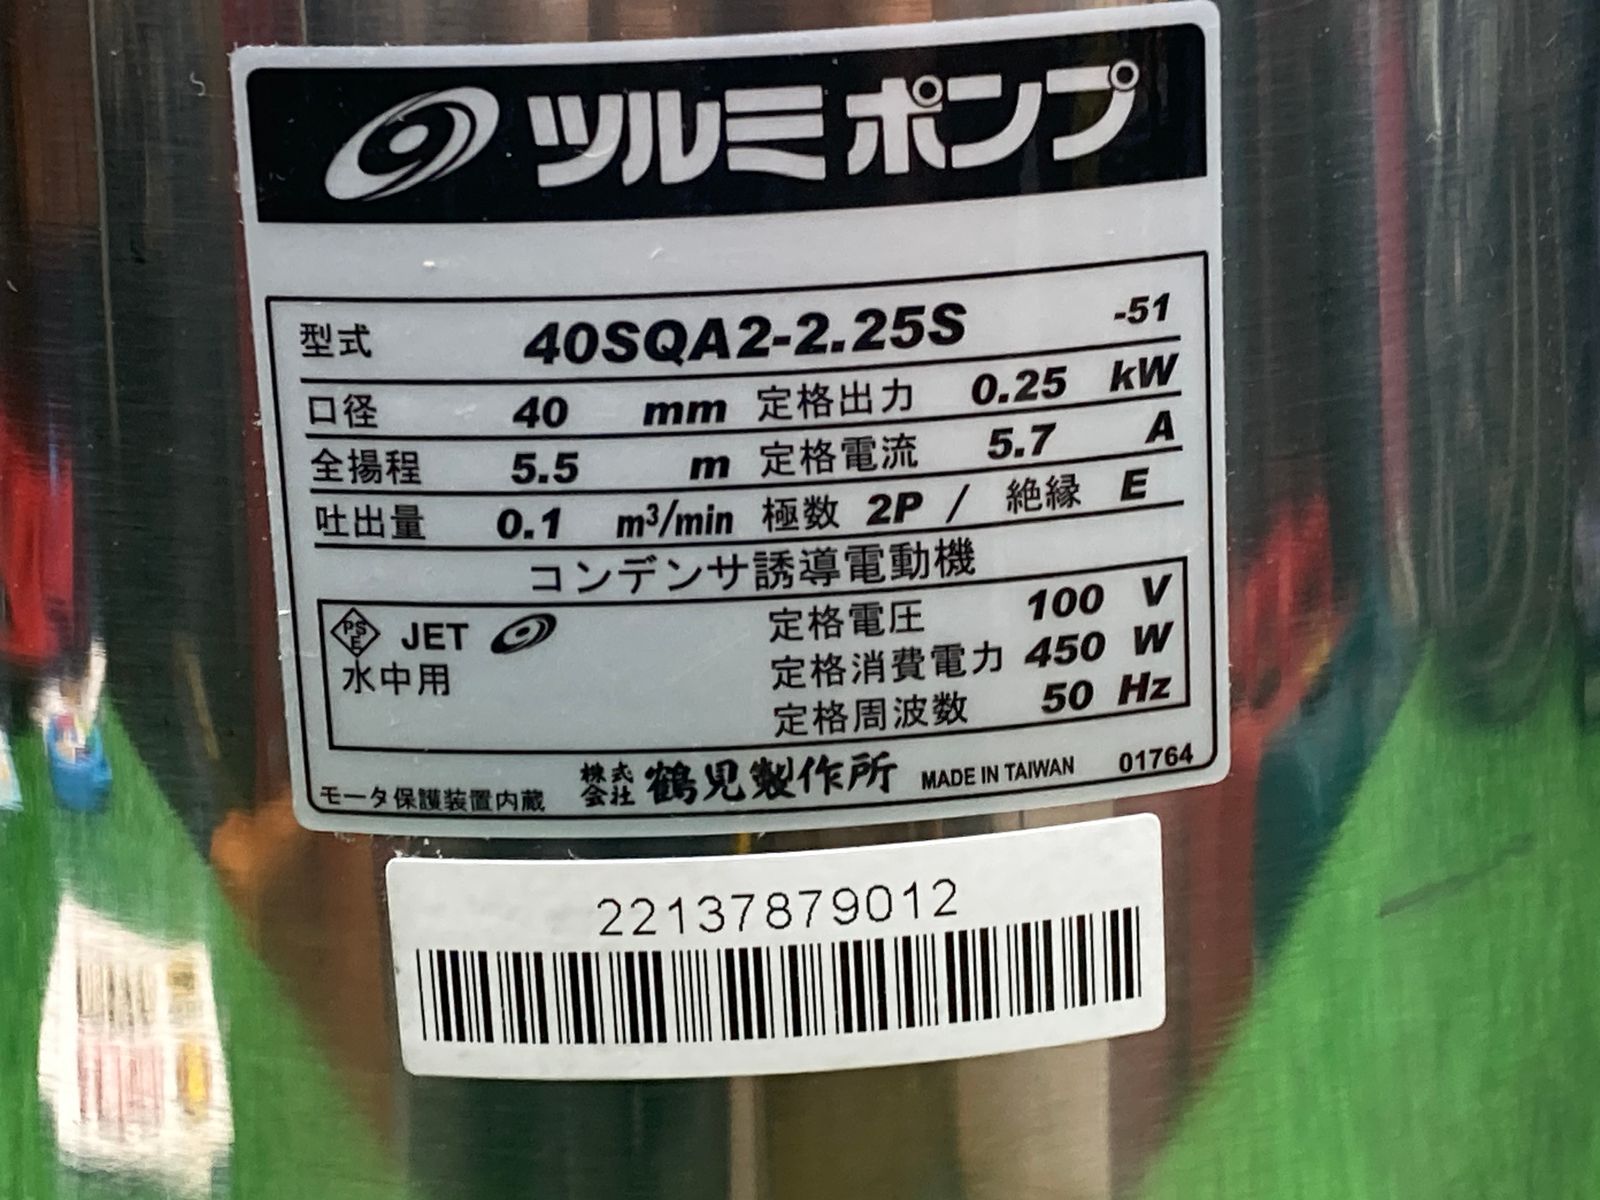 ツルミポンプ
型式 40SQA2-2.25S -51
口径 40 mm 定格出力 0.25 kW
全揚程 5.5 m 定格電流 5.7 A
吐出量 0.1 m³/min 極数 2P / 絶縁 E
コンデンサ誘導電動機
PSE JET 定格電圧 100 V
水中用 定格消費電力 450 W
定格周波数 50 Hz
モータ保護装置内蔵 株式会社 鶴見製作所 MADE IN TAIWAN 01764
22137879012